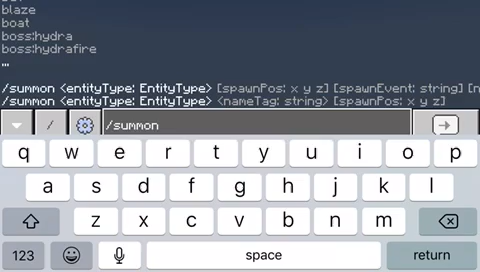 blaze
boat
boss:hydra
boss:hydrafire
…
/summon <entityType: EntityType> [spawnPos: x y z] [spawnEvent: string] [n
/summon <entityType: EntityType> <nameTag: string> [spawnPos: x y z]
/ /summon
q w e r t y u i o p
a s d f g h j k l
z x c v b n m
123 space return